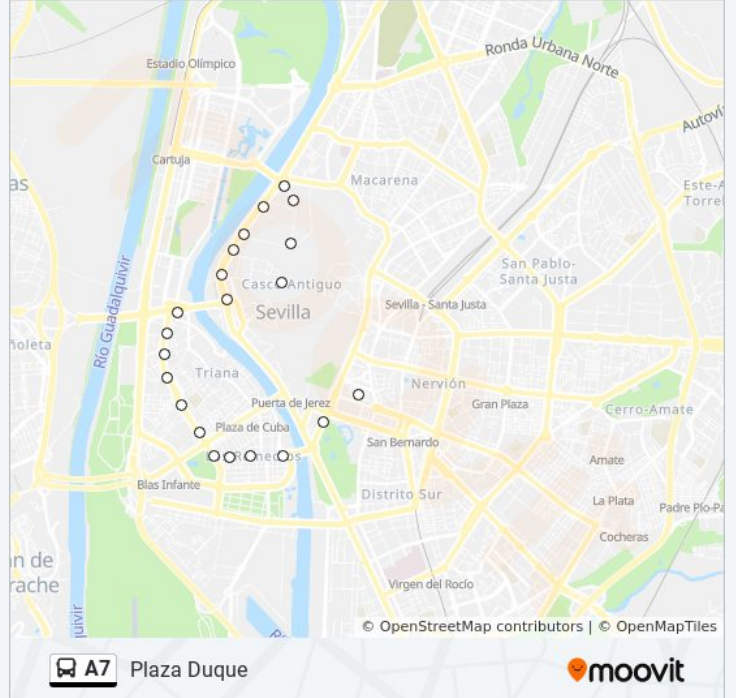 Ronda Urbana Norte
Estadio Olímpico
Autoví
Cartuja
as
Macarena
Este-A
Torrel
San Pablo-
Santa Justa
Río Guadalquivir
Casco Antiguo
Sevilla
Sevilla - Santa Justa
ñoleta
Triana
Nervión
Puerta de Jerez
Gran Plaza
Cerro-Amate
Plaza de Cuba
San Bernardo
Amate
Blas Infante
Distrito Sur
La Plata
Padre Pío-Pa
Cocheras
n de
rache
Virgen del Rocío
quivir
© OpenStreetMap contributors | © OpenMapTiles
A7 Plaza Duque
moovit